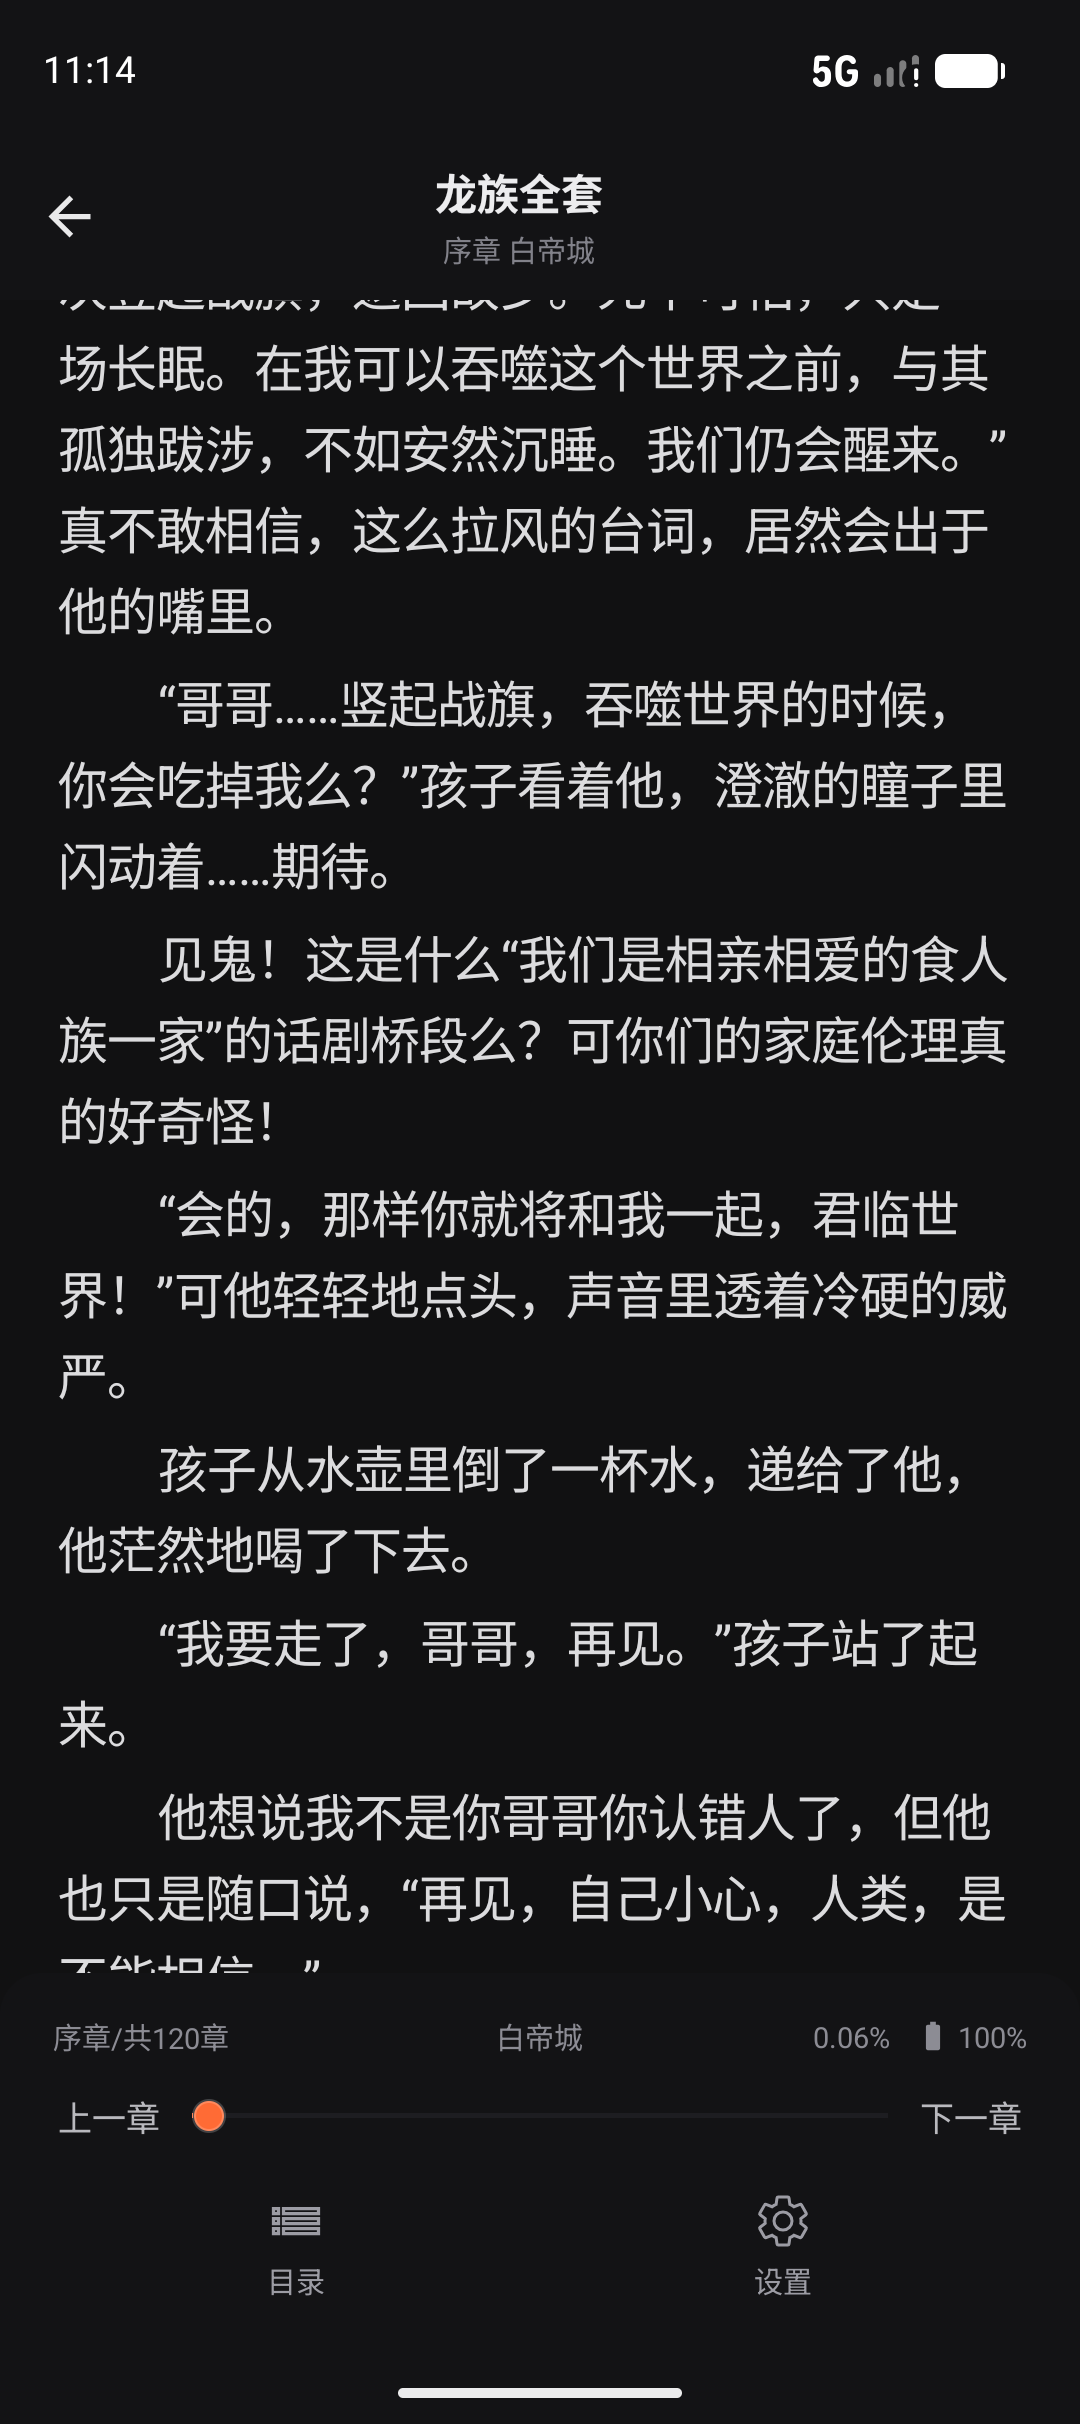 11:14
5G
龙族全套
序章 白帝城
场长眠。在我可以吞噬这个世界之前，与其
孤独跋涉，不如安然沉睡。我们仍会醒来。”
真不敢相信，这么拉风的台词，居然会出于
他的嘴里。
“哥哥……竖起战旗，吞噬世界的时候，
你会吃掉我么？”孩子看着他，澄澈的瞳子里
闪动着……期待。
见鬼！这是什么“我们是相亲相爱的食人
族一家”的话剧桥段么？可你们的家庭伦理真
的好奇怪！
“会的，那样你就将和我一起，君临世
界！”可他轻轻地点头，声音里透着冷硬的威
严。
孩子从水壶里倒了一杯水，递给了他，
他茫然地喝了下去。
“我要走了，哥哥，再见。”孩子站了起
来。
他想说我不是你哥哥你认错人了，但他
也只是随口说，“再见，自己小心，人类，是
序章/共120章
白帝城
0.06%
100%
上一章
下一章
目录
设置